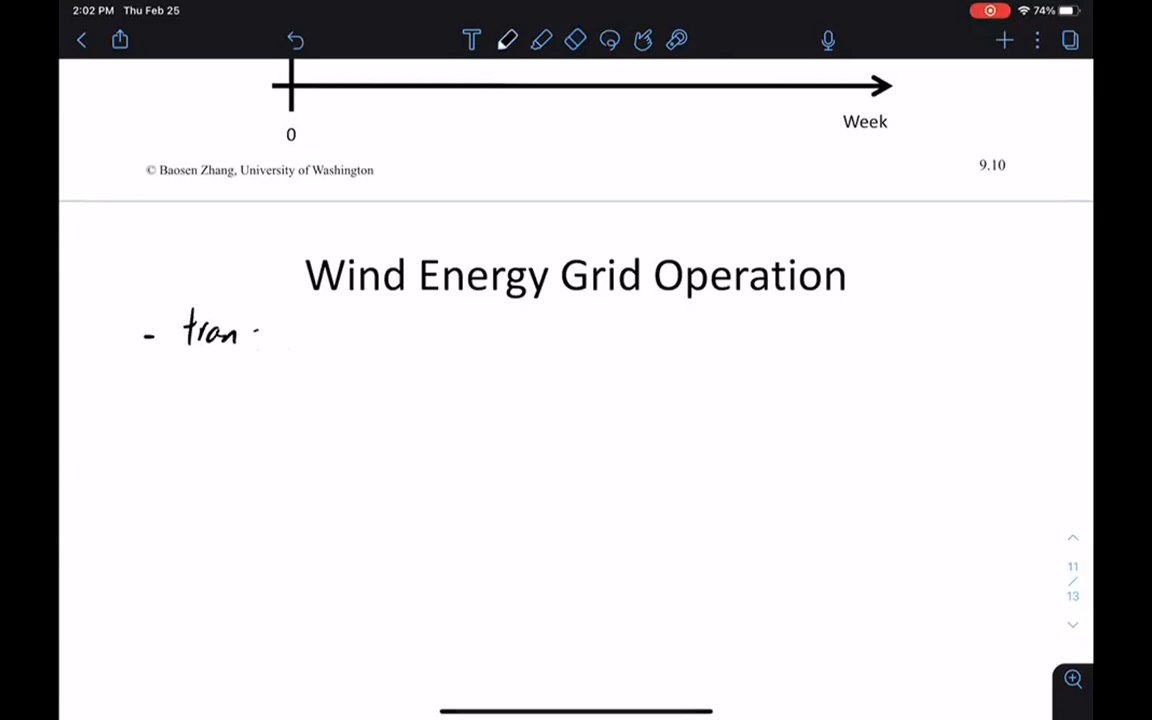 2:02 PM Thu Feb 25
74%
0
Week
© Baosen Zhang, University of Washington
9.10
Wind Energy Grid Operation
- tran
11
/
13